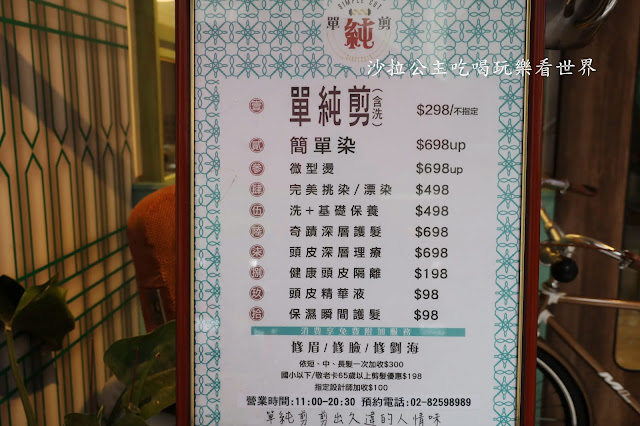 SIMPLE CUT
單 純 剪
沙拉公主吃喝玩樂看世界
壹 單純剪(含洗) $298/不指定
貳 簡單染 $698up
參 微型燙 $698up
肆 完美挑染/漂染 $498
伍 洗+基礎保養 $498
陸 奇蹟深層護髮 $698
柒 頭皮深層理療 $698
捌 健康頭皮隔離 $198
玖 頭皮精華液 $98
拾 保濕瞬間護髮 $98
消費享免費附加服務
修眉/修臉/修劉海
依短、中、長髮一次加收$300
國小以下/敬老卡65歲以上剪髮優惠$198
指定設計師加收$100
營業時間:11:00-20:30 預約電話:02-82598989
單純剪 剪出久違的人情味